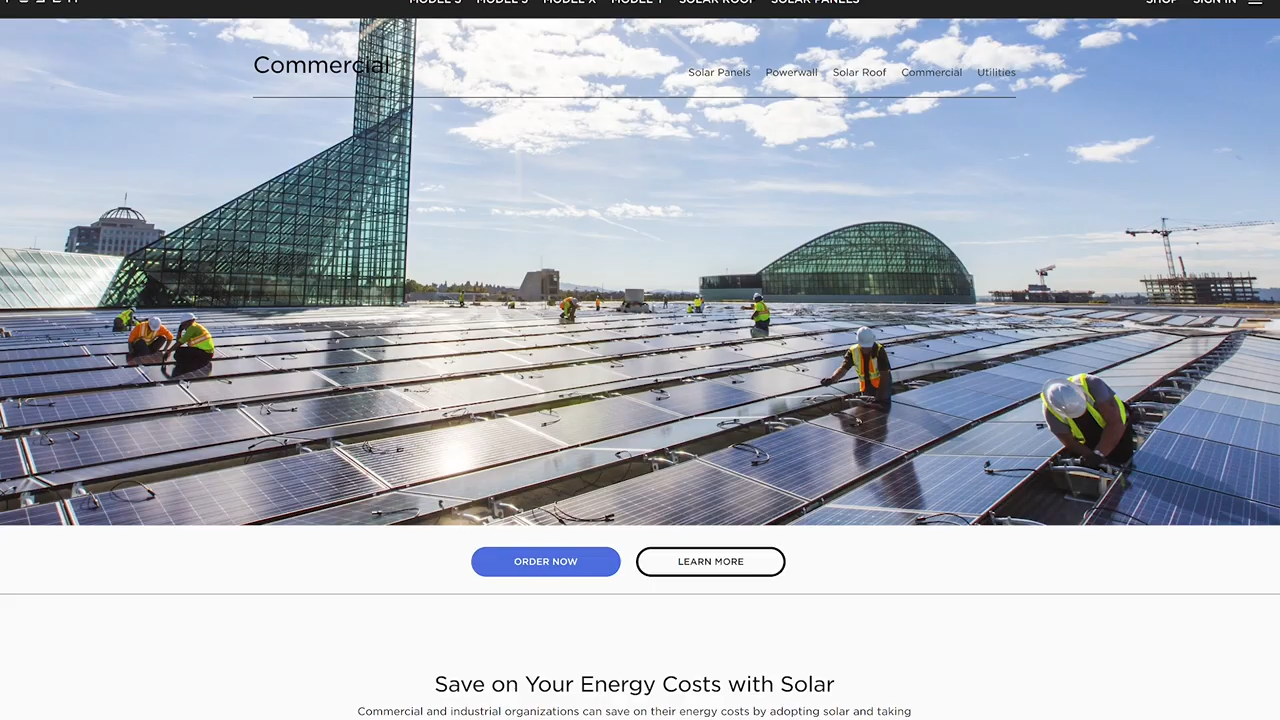 MODEL S MODEL 3 MODEL X MODEL Y SOLAR ROOF SOLAR PANELS SHOP SIGN IN
Commercial
Solar Panels Powerwall Solar Roof Commercial Utilities
ORDER NOW
LEARN MORE
Save on Your Energy Costs with Solar
Commercial and industrial organizations can save on their energy costs by adopting solar and taking